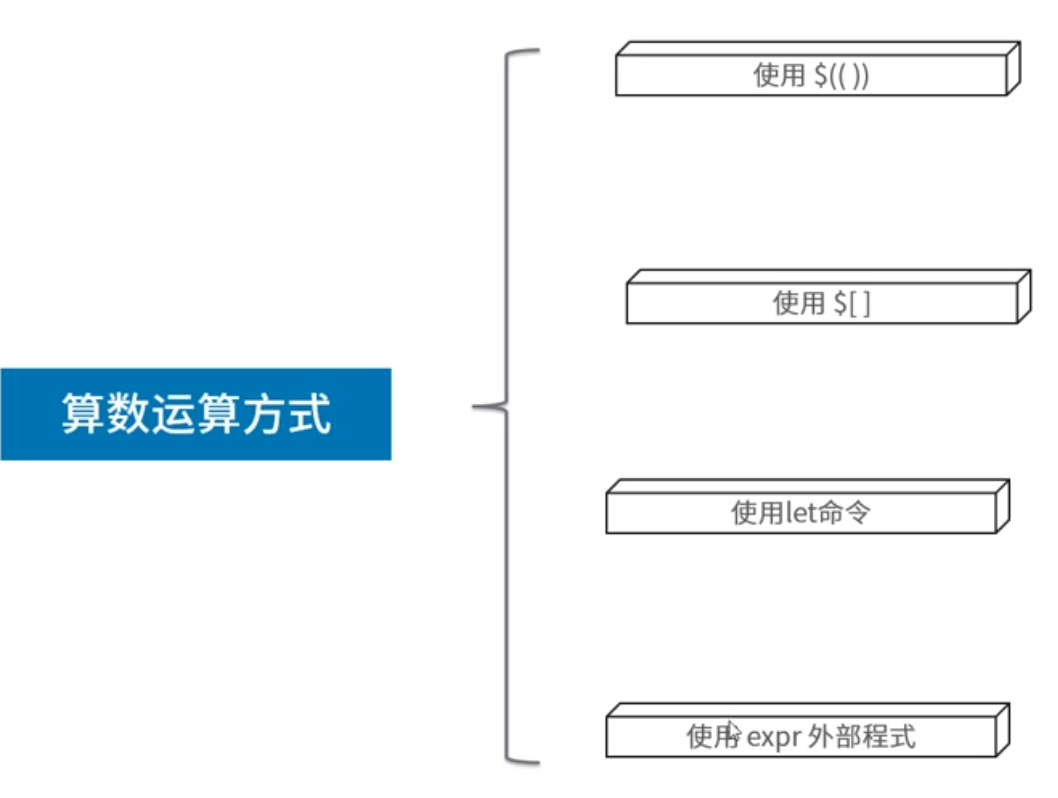 使用 $(( ))
使用 $[ ]
算数运算方式
使用let命令
使用 expr 外部程式